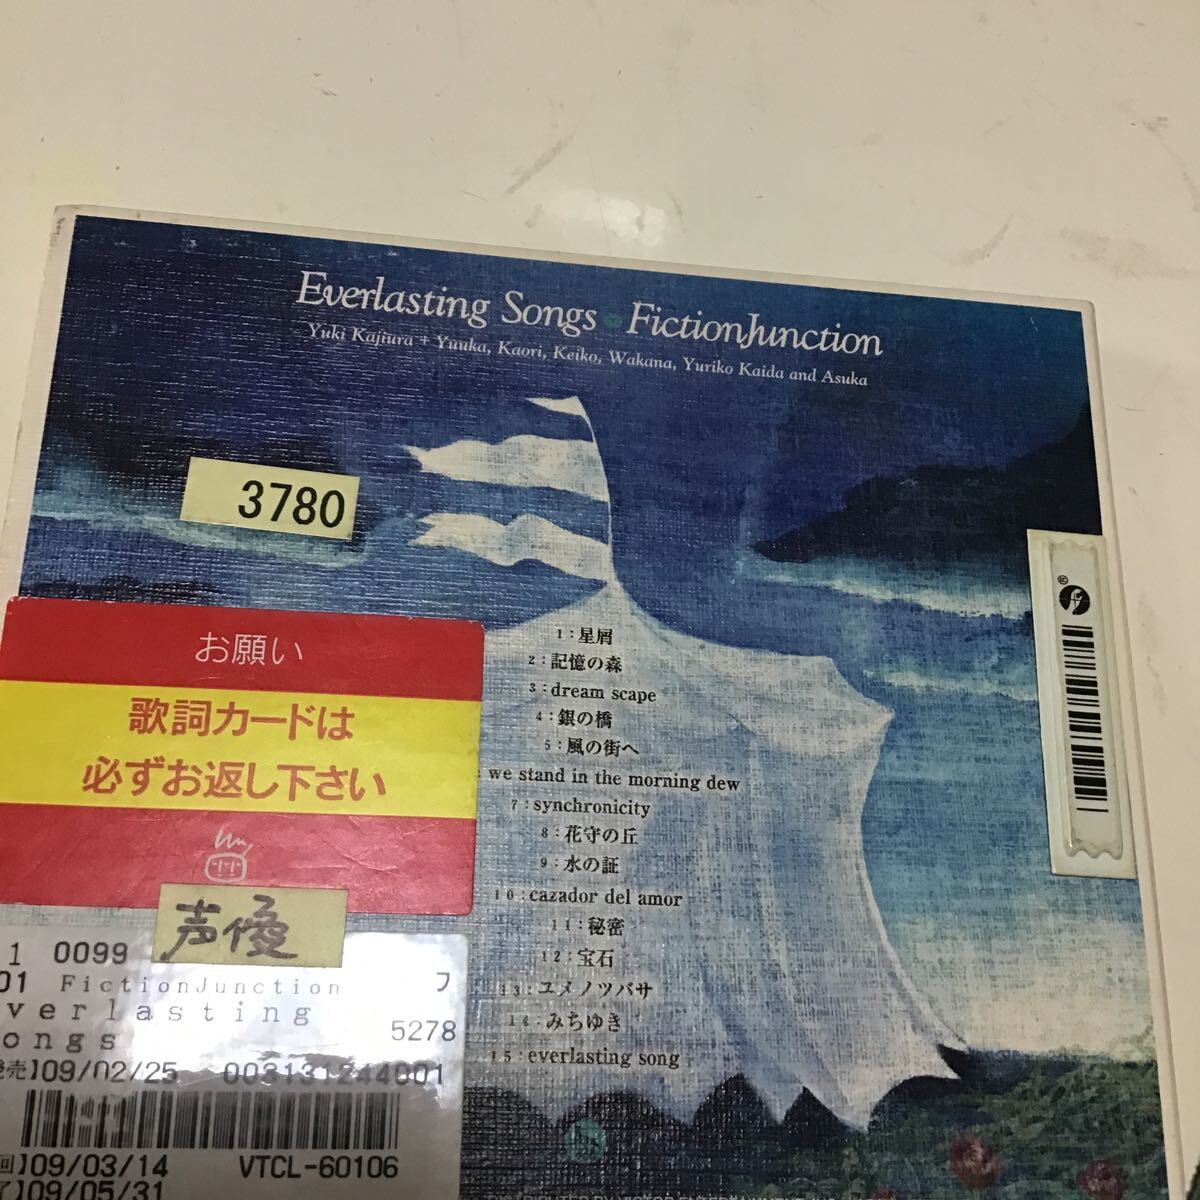 Everlasting Songs FictionJunction
Yuki Kajiura + Yuuka, Kaori, Keiko, Wakana, Yuriko Kaida and Asuka
3780
お願い
歌詞カードは
必ずお返し下さい
声優
1:星屑
2:記憶の森
3:dream scape
4:銀の橋
5:風の街へ
we stand in the morning dew
7:synchronicity
8:花守の丘
9:水の証
10:cazador del amor
11:秘密
12:宝石
13:ユメノツバサ
14:みちゆき
15:everlasting song
1 0099
01 FictionJunction フ
verlasting
ongs 5278
売】09/02/25 003131244001
回】09/03/14 VTCL-60106
了】09/05/31